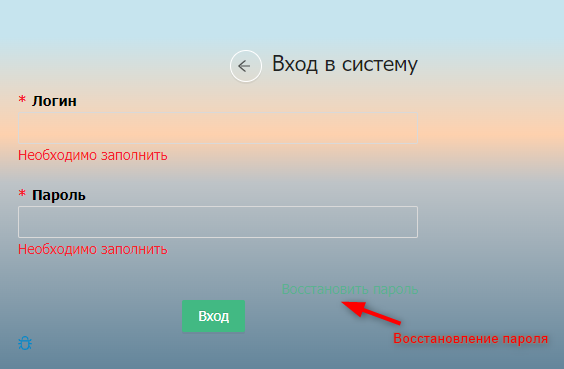 Вход в систему
* Логин
Необходимо заполнить
* Пароль
Необходимо заполнить
Восстановить пароль
Вход
Восстановление пароля